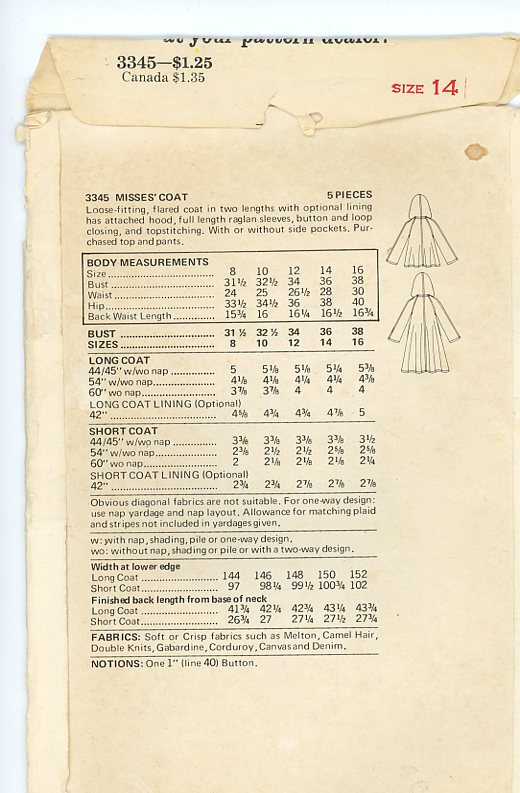 at your pattern dealer.
3345—$1.25
Canada $1.35
SIZE 14
3345 MISSES' COAT 5 PIECES
Loose-fitting, flared coat in two lengths with optional lining
has attached hood, full length raglan sleeves, button and loop
closing, and topstitching. With or without side pockets. Pur-
chased top and pants.
BODY MEASUREMENTS
Size 8 10 12 14 16
Bust 31½ 32½ 34 36 38
Waist 24 25 26½ 28 30
Hip 33½ 34½ 36 38 40
Back Waist Length 15¾ 16 16¼ 16½ 16¾
BUST 31 ½ 32 ½ 34 36 38
SIZES 8 10 12 14 16
LONG COAT
44/45" w/wo nap 5 5⅛ 5⅛ 5¼ 5⅜
54" w/wo nap 4⅛ 4⅛ 4¼ 4¼ 4⅜
60" wo nap 3⅞ 3⅞ 4 4 4
LONG COAT LINING (Optional)
42" 4⅝ 4¾ 4¾ 4⅞ 5
SHORT COAT
44/45" w/wo nap 3⅜ 3⅜ 3⅜ 3⅜ 3½
54" w/wo nap 2⅜ 2½ 2½ 2⅝ 2⅝
60" wo nap 2 2⅛ 2⅛ 2⅛ 2¼
SHORT COAT LINING (Optional)
42" 2¾ 2¾ 2⅞ 2⅞ 2⅞
Obvious diagonal fabrics are not suitable. For one-way design:
use nap yardage and nap layout. Allowance for matching plaid
and stripes not included in yardages given.
w: with nap, shading, pile or one-way design.
wo: without nap, shading or pile or with a two-way design.
Width at lower edge
Long Coat 144 146 148 150 152
Short Coat 97 98¼ 99½ 100¾ 102
Finished back length from base of neck
Long Coat 41¾ 42¼ 42¾ 43¼ 43¾
Short Coat 26¾ 27 27¼ 27½ 27¾
FABRICS: Soft or Crisp fabrics such as Melton, Camel Hair,
Double Knits, Gabardine, Corduroy, Canvas and Denim.
NOTIONS: One 1" (line 40) Button.